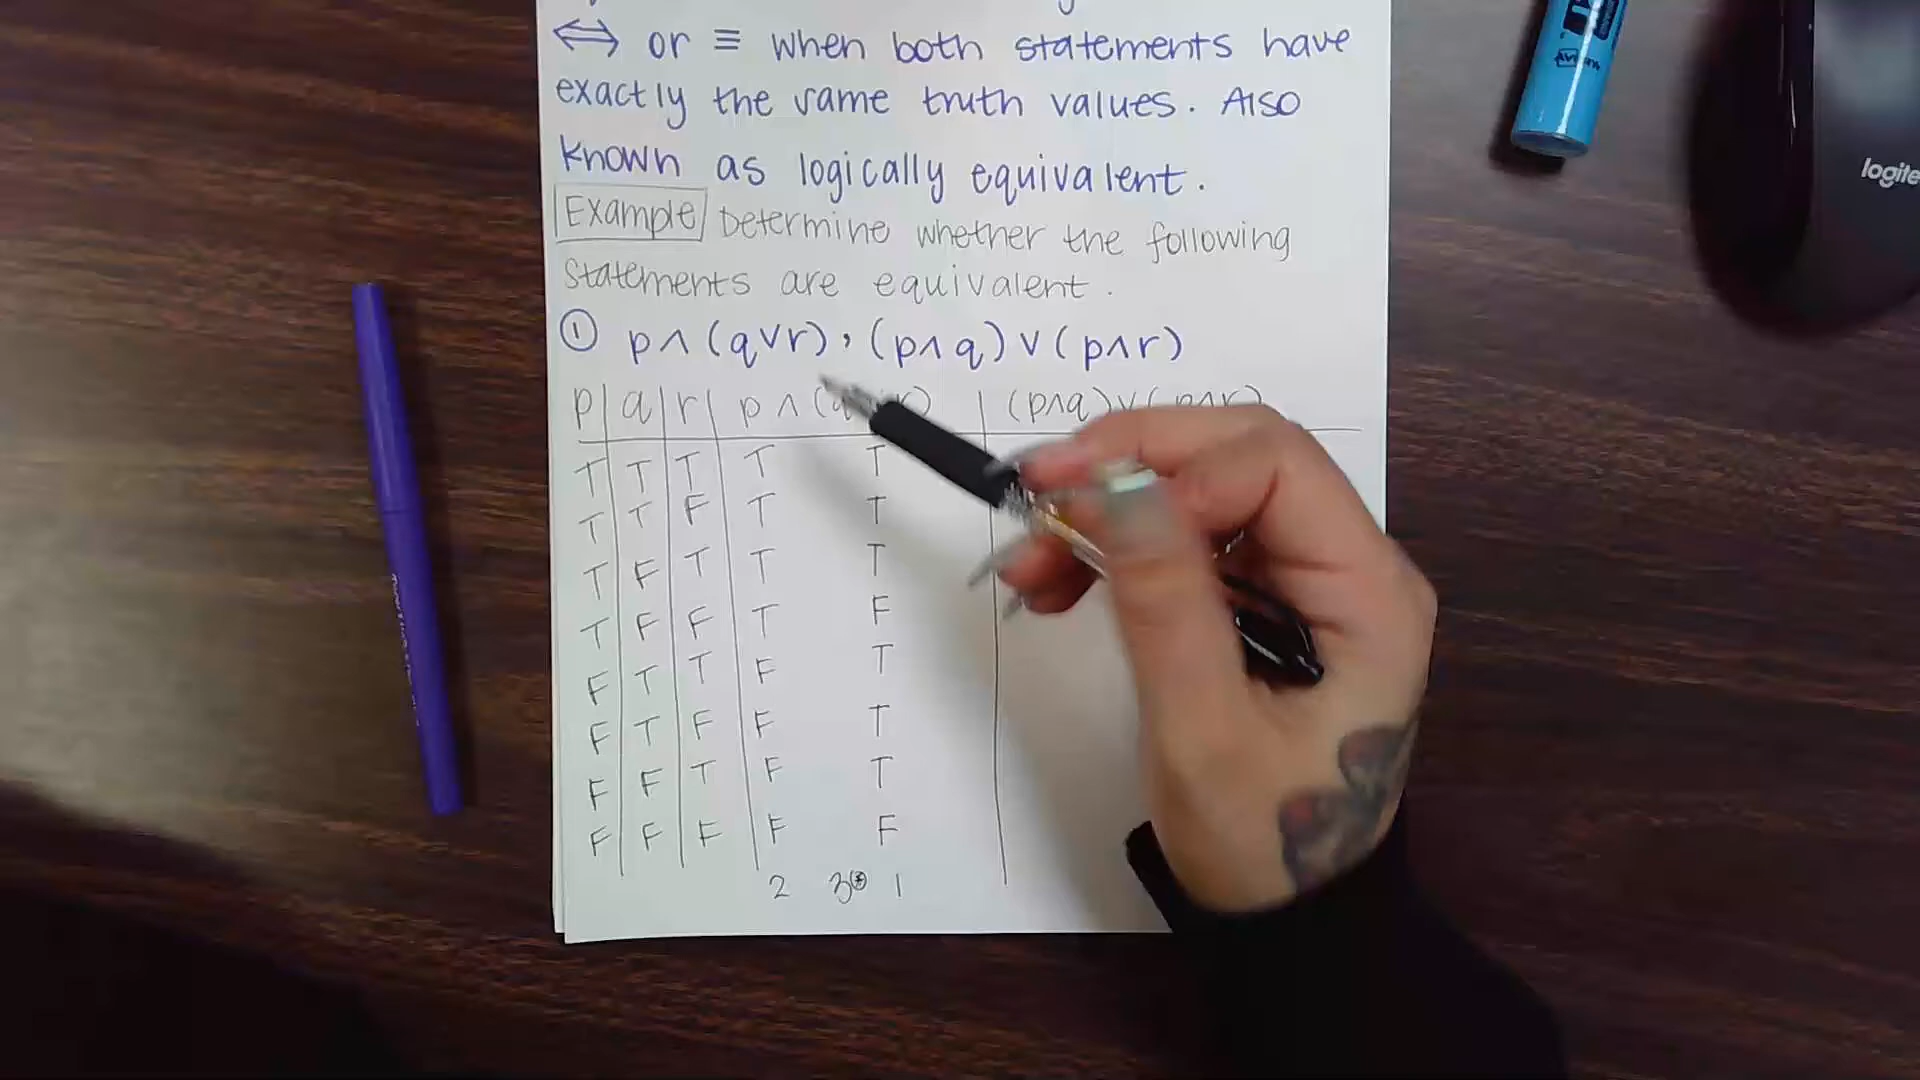 ⟺ or ≡ when both statements have
exactly the same truth values. Also
known as logically equivalent.
Example Determine whether the following
statements are equivalent.
① p∧(q∨r), (p∧q)∨(p∧r)
p q r p∧(q r) (p∧q)∨(p∧r)
T T T T T
T T F T T
T F T T T
T F F T F
F T T F T
F T F F T
F F T F T
F F F F F
2 3⊛ 1
logite